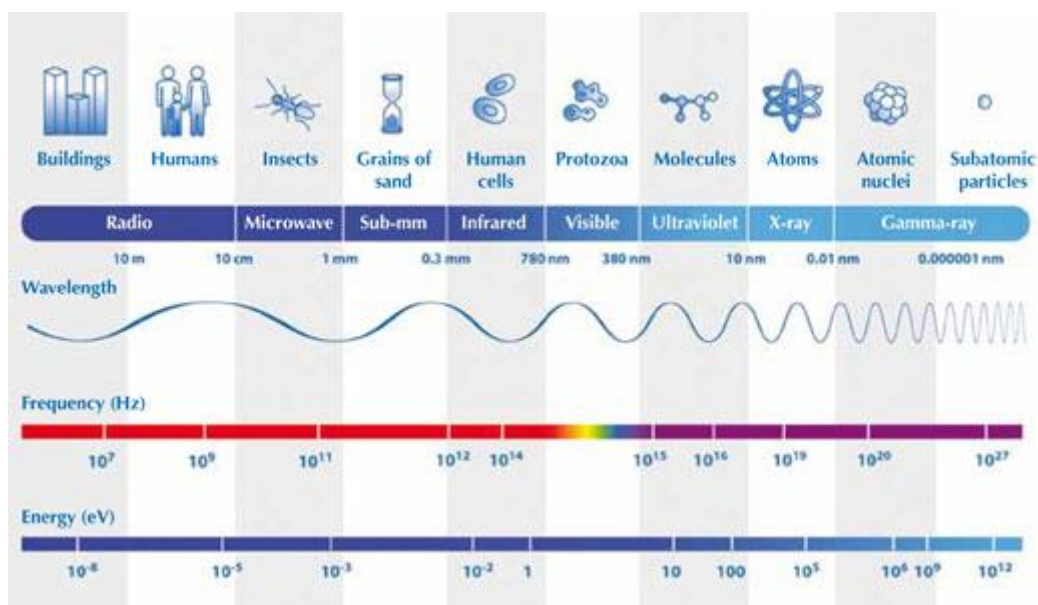 Buildings Humans Insects Grains of sand Human cells Protozoa Molecules Atoms Atomic nuclei Subatomic particles
Radio Microwave Sub-mm Infrared Visible Ultraviolet X-ray Gamma-ray
10 m 10 cm 1 mm 0.3 mm 780 nm 380 nm 10 nm 0.01 nm 0.000001 nm
Wavelength
Frequency (Hz)
10⁷ 10⁹ 10¹¹ 10¹² 10¹⁴ 10¹⁵ 10¹⁶ 10¹⁹ 10²⁰ 10²⁷
Energy (eV)
10⁻⁸ 10⁻⁵ 10⁻³ 10⁻² 1 10 100 10⁵ 10⁶ 10⁹ 10¹²